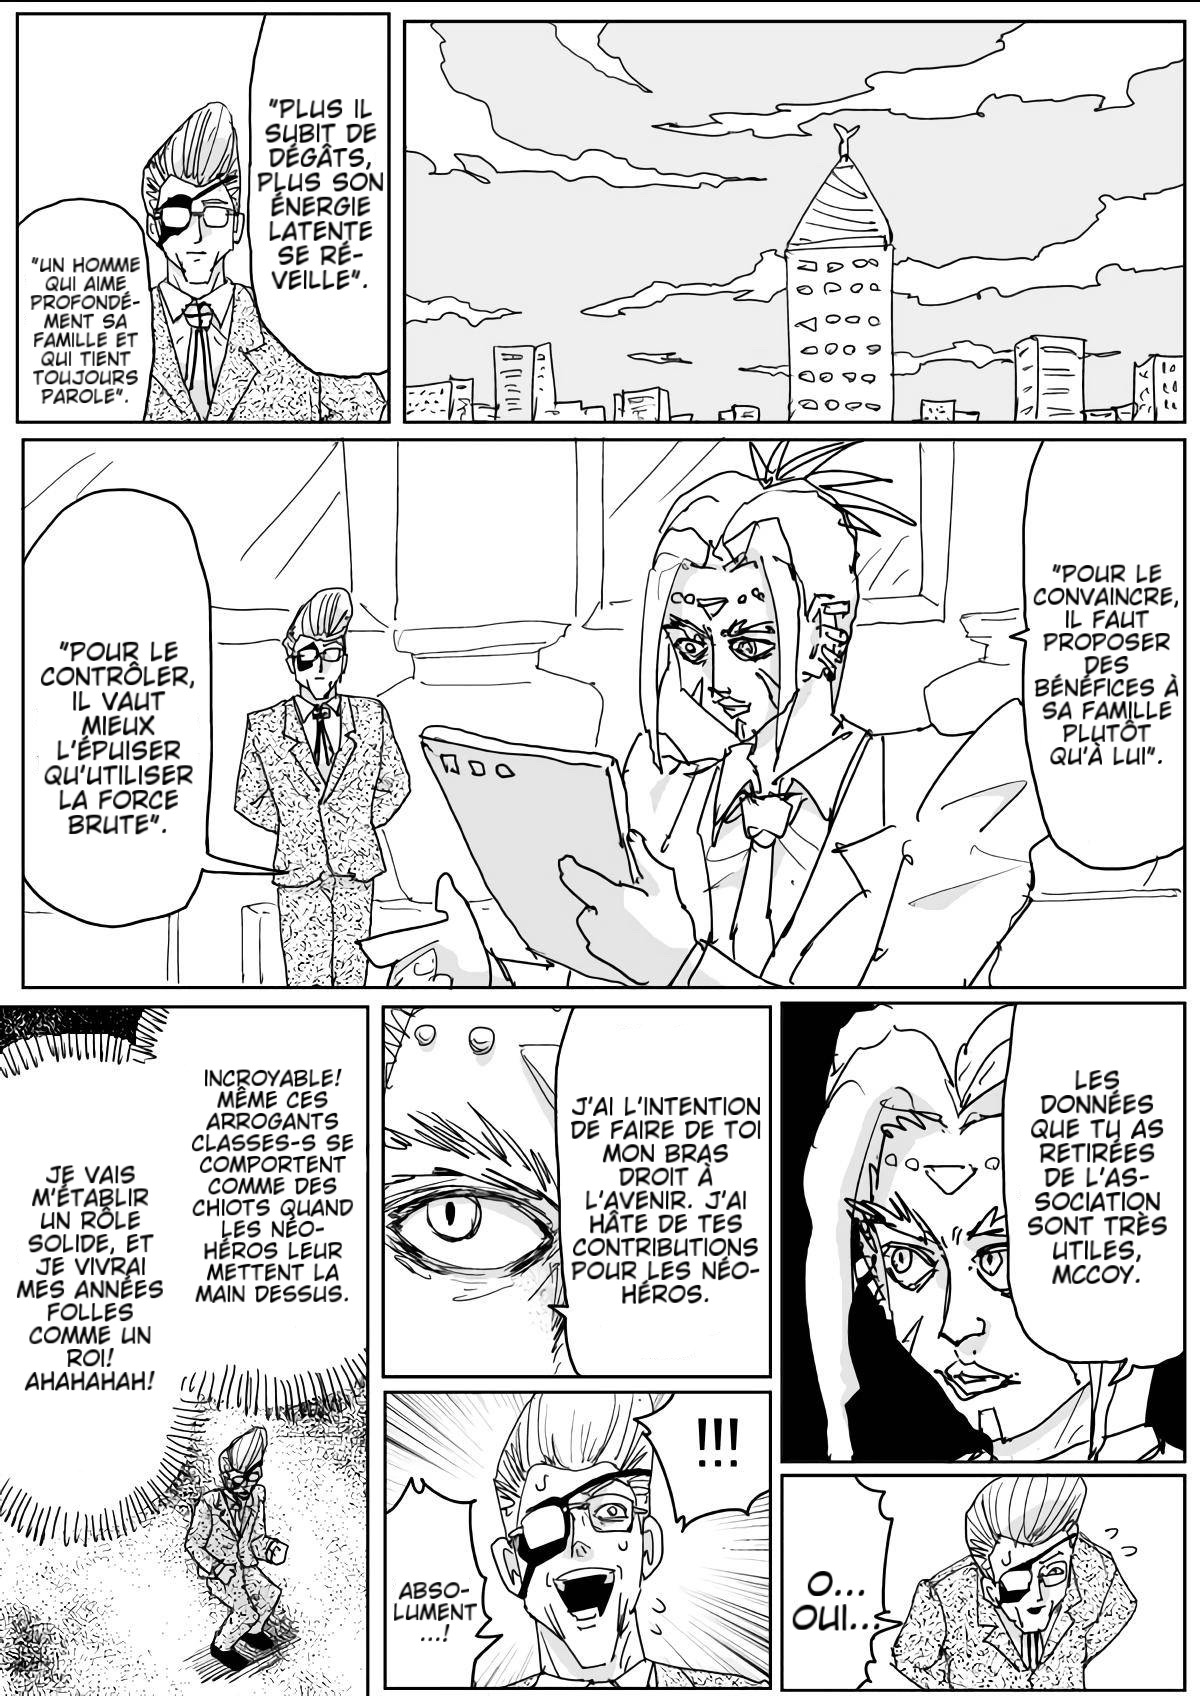 "PLUS IL
SUBIT DE
DÉGÂTS,
PLUS SON
ÉNERGIE
LATENTE
SE RÉ-
VEILLE".
"UN HOMME
QUI AIME
PROFONDÉ-
MENT SA
FAMILLE ET
QUI TIENT
TOUJOURS
PAROLE".
"POUR LE
CONVAINCRE,
IL FAUT
PROPOSER
DES
BÉNÉFICES À
SA FAMILLE
PLUTÔT
QU'À LUI".
"POUR LE
CONTRÔLER,
IL VAUT
MIEUX
L'ÉPUISER
QU'UTILISER
LA FORCE
BRUTE".
LES
DONNÉES
QUE TU AS
RETIRÉES
DE L'AS-
SOCIATION
SONT TRÈS
UTILES,
MCCOY.
O...
OUI...
J'AI L'INTENTION
DE FAIRE DE TOI
MON BRAS
DROIT À
L'AVENIR. J'AI
HÂTE DE TES
CONTRIBUTIONS
POUR LES NÉO-
HÉROS.
!!!
ABSO-
LUMENT
...!
INCROYABLE!
MÊME CES
ARROGANTS
CLASSES-S SE
COMPORTENT
COMME DES
CHIOTS QUAND
LES NÉO-
HÉROS LEUR
METTENT LA
MAIN DESSUS.
JE VAIS
M'ÉTABLIR
UN RÔLE
SOLIDE, ET
JE VIVRAI
MES ANNÉES
FOLLES
COMME UN
ROI!
AHAHAHAH!